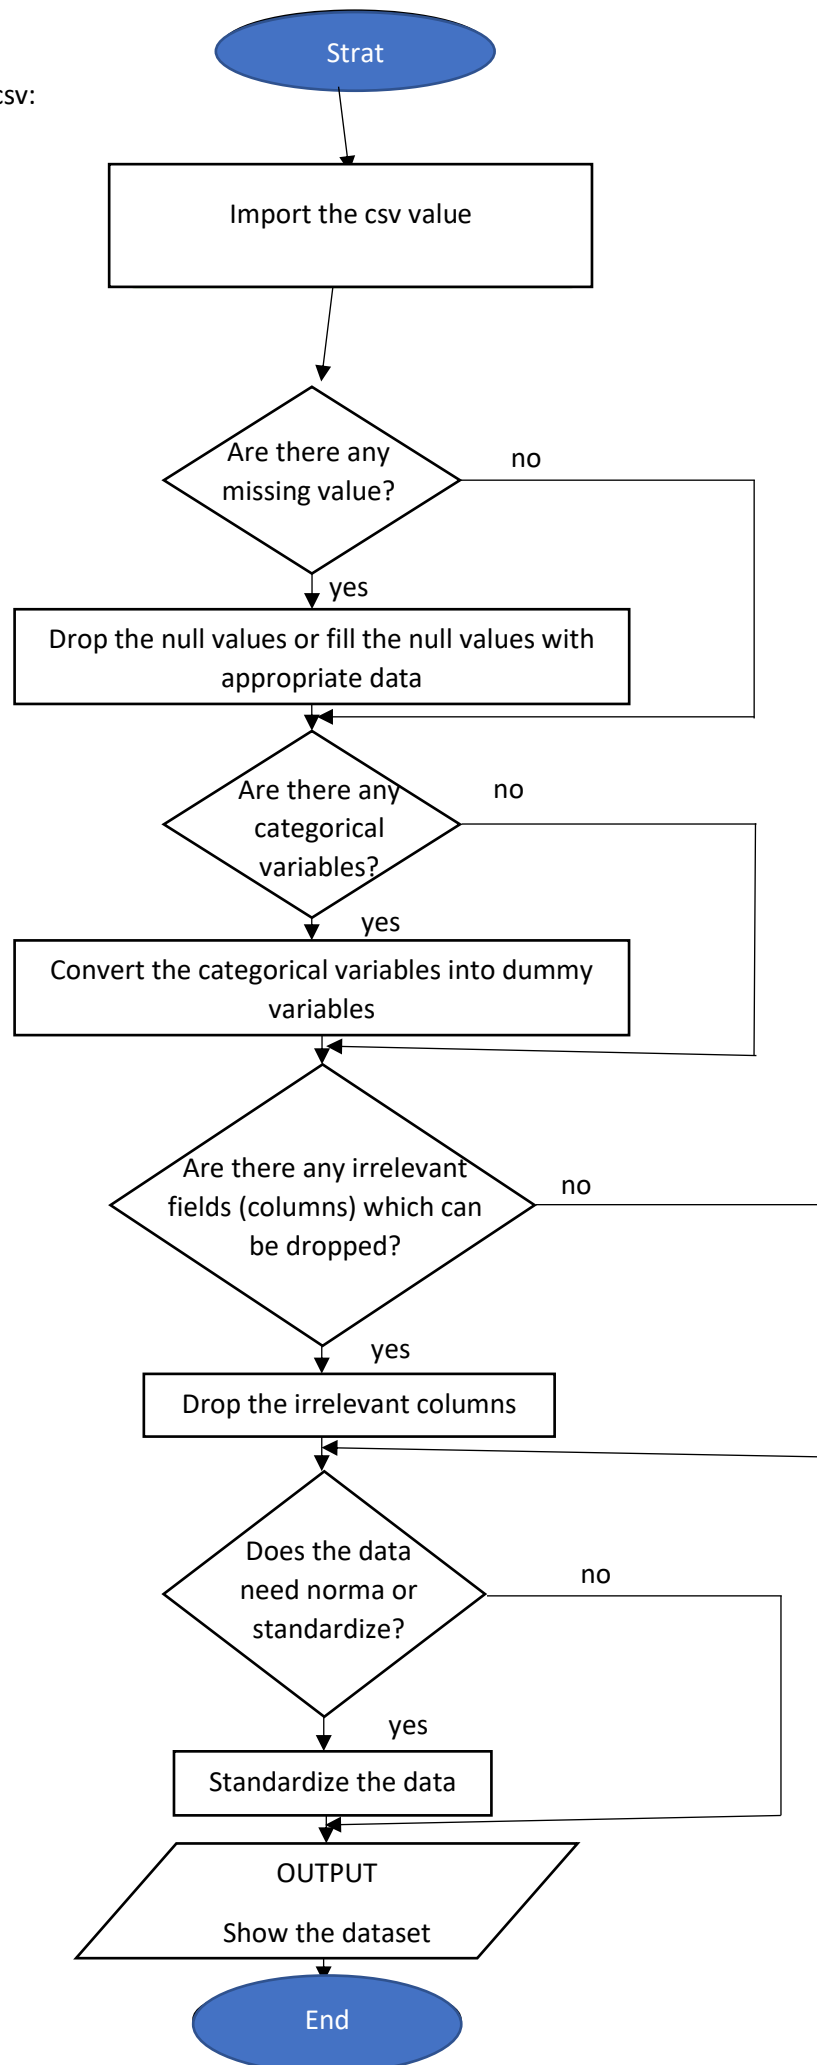 Strat
csv:
Import the csv value
Are there any
missing value?
no
yes
Drop the null values or fill the null values with
appropriate data
Are there any
categorical
variables?
no
yes
Convert the categorical variables into dummy
variables
Are there any irrelevant
fields (columns) which can
be dropped?
no
yes
Drop the irrelevant columns
Does the data
need norma or
standardize?
no
yes
Standardize the data
OUTPUT
Show the dataset
End